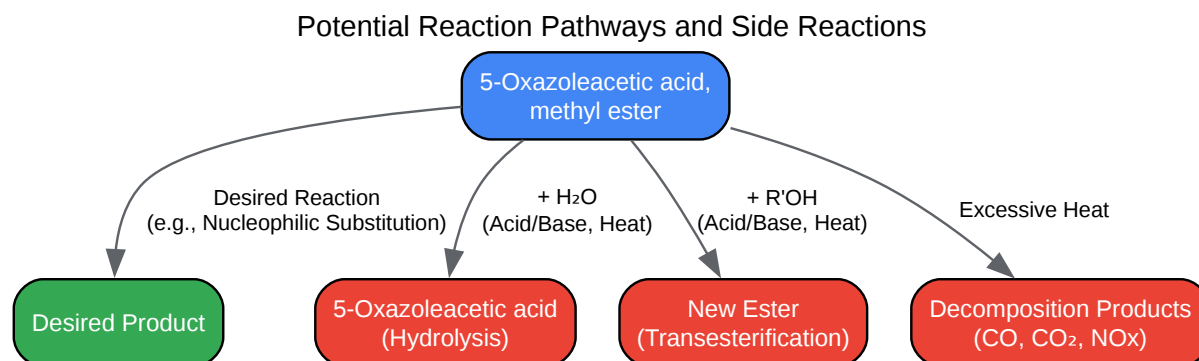 Potential Reaction Pathways and Side Reactions
5-Oxazoleacetic acid,
methyl ester
Desired Reaction
(e.g., Nucleophilic Substitution)
+ H₂O
(Acid/Base, Heat)
+ R'OH
(Acid/Base, Heat)
Excessive Heat
Desired Product
5-Oxazoleacetic acid
(Hydrolysis)
New Ester
(Transesterification)
Decomposition Products
(CO, CO₂, NOx)